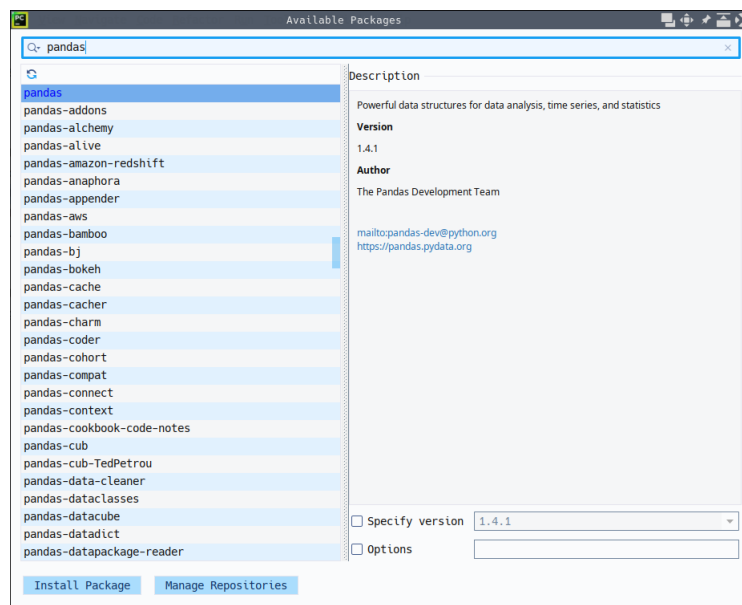 PC
Available Packages
pandas
Description
pandas
pandas-addons
pandas-alchemy
pandas-alive
pandas-amazon-redshift
pandas-anaphora
pandas-appender
pandas-aws
pandas-bamboo
pandas-bj
pandas-bokeh
pandas-cache
pandas-cacher
pandas-charm
pandas-coder
pandas-cohort
pandas-compat
pandas-connect
pandas-context
pandas-cookbook-code-notes
pandas-cub
pandas-cub-TedPetrou
pandas-data-cleaner
pandas-dataclasses
pandas-datacube
pandas-datadict
pandas-datapackage-reader
Powerful data structures for data analysis, time series, and statistics
Version
1.4.1
Author
The Pandas Development Team
mailto:pandas-dev@python.org
https://pandas.pydata.org
Specify version 1.4.1
Options
Install Package Manage Repositories